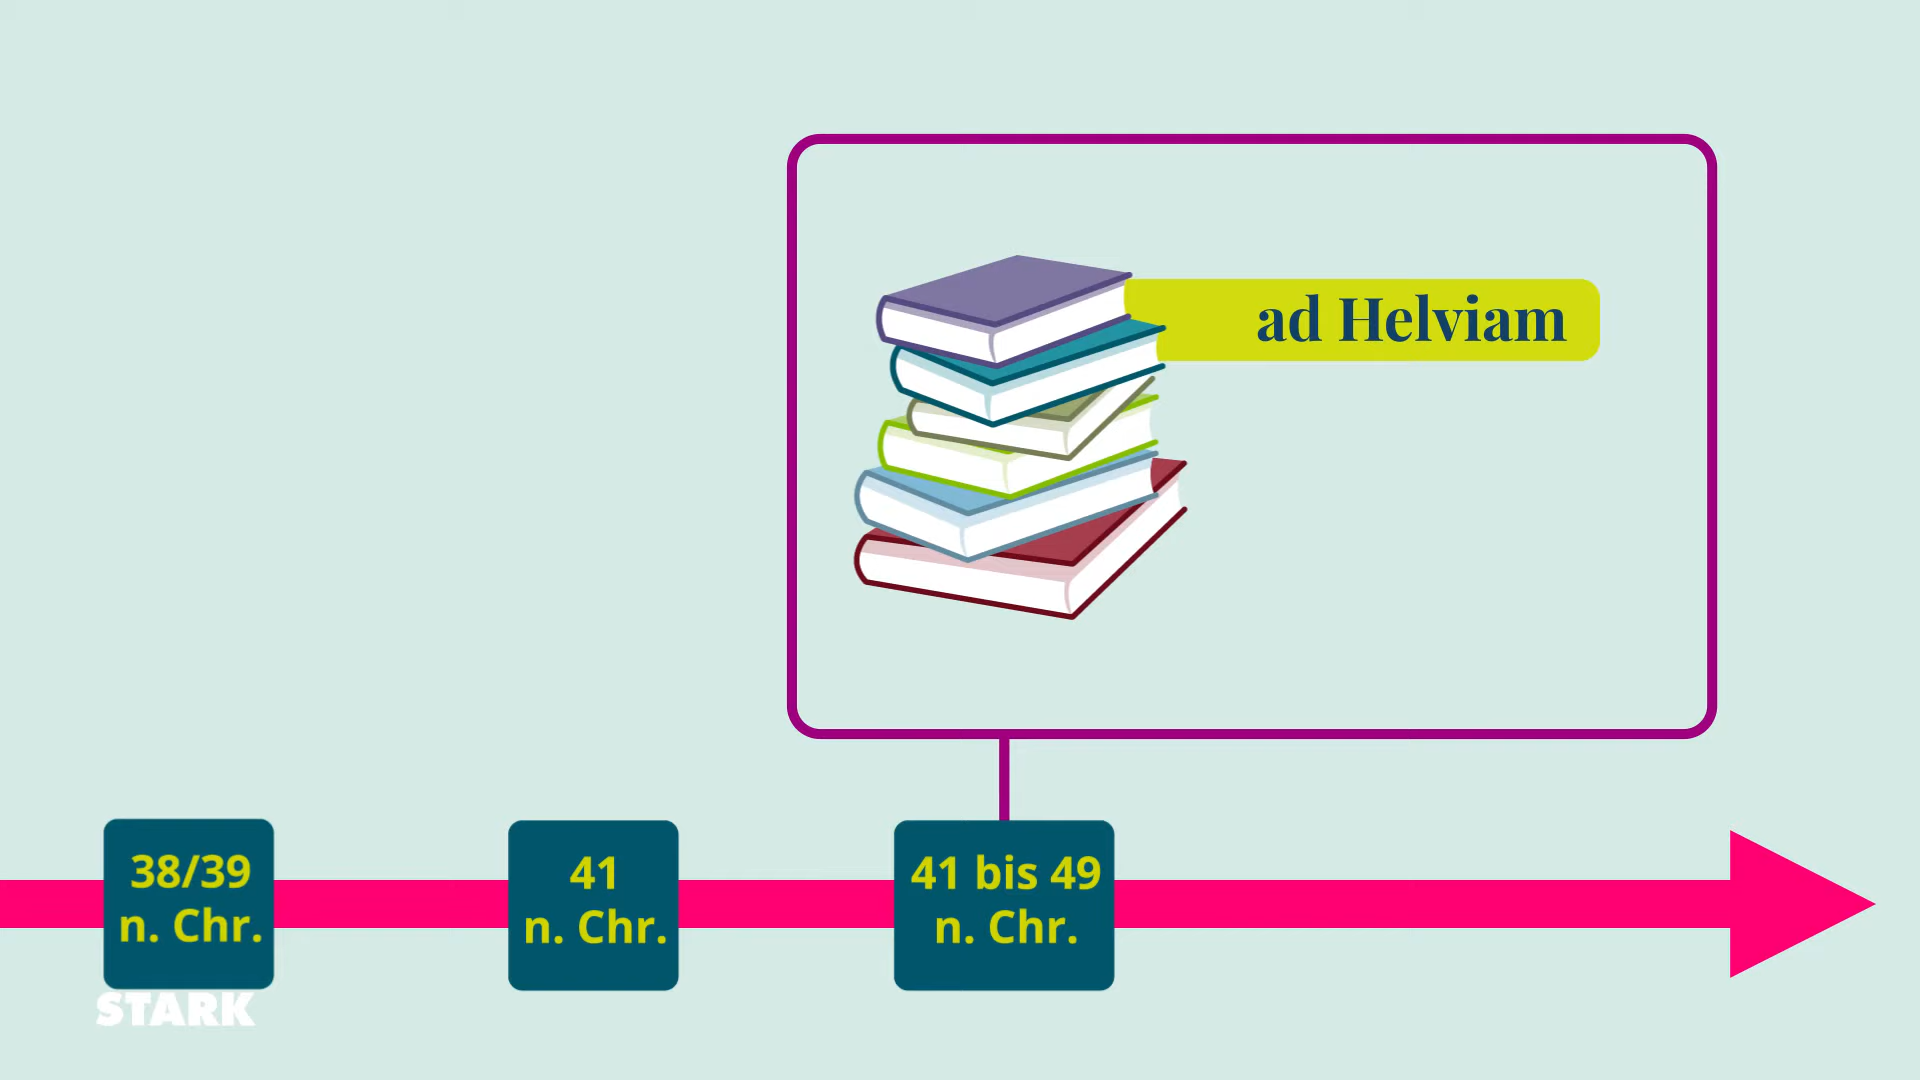 ad Helviam
38/39
n. Chr.
41
n. Chr.
41 bis 49
n. Chr.
STARK